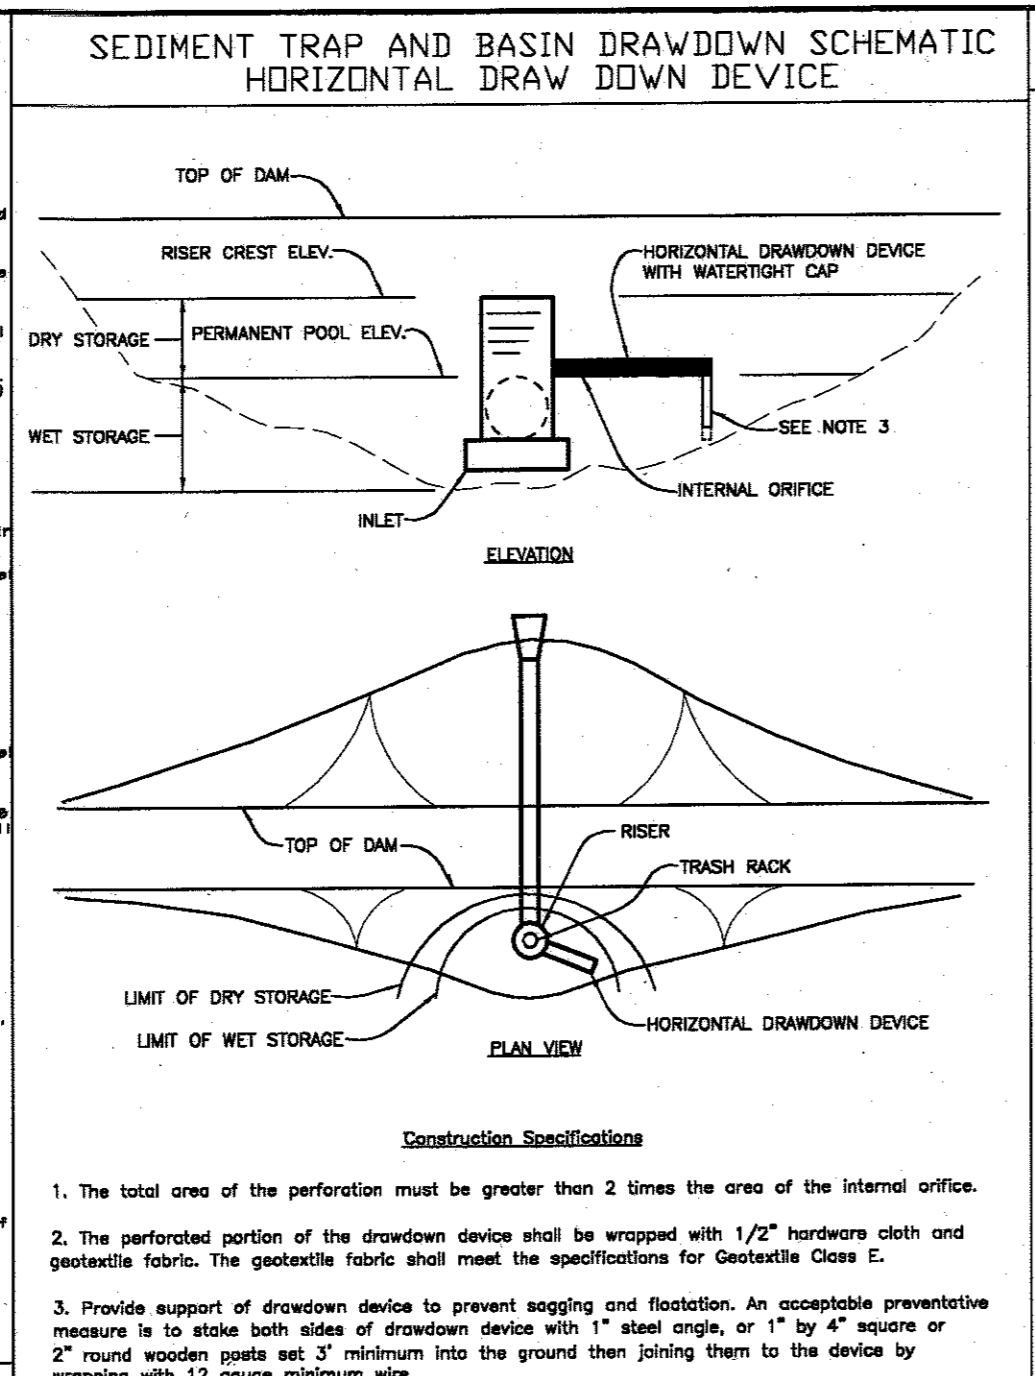 SEDIMENT TRAP AND BASIN DRAWDOWN SCHEMATIC
HORIZONTAL DRAW DOWN DEVICE
TOP OF DAM
RISER CREST ELEV.
HORIZONTAL DRAWDOWN DEVICE
WITH WATERTIGHT CAP
DRY STORAGE
PERMANENT POOL ELEV.
WET STORAGE
SEE NOTE 3
INTERNAL ORIFICE
INLET
ELEVATION
RISER
TOP OF DAM
TRASH RACK
LIMIT OF DRY STORAGE
LIMIT OF WET STORAGE
HORIZONTAL DRAWDOWN DEVICE
PLAN VIEW
Construction Specifications
1. The total area of the perforation must be greater than 2 times the area of the internal orifice.
2. The perforated portion of the drawdown device shall be wrapped with 1/2" hardware cloth and
geotextile fabric. The geotextile fabric shall meet the specifications for Geotextile Class E.
3. Provide support of drawdown device to prevent sagging and floatation. An acceptable preventative
measure is to stake both sides of drawdown device with 1" steel angle, or 1" by 4" square or
2" round wooden posts set 3' minimum into the ground then joining them to the device by
wrapping with 12 gauge minimum wire.